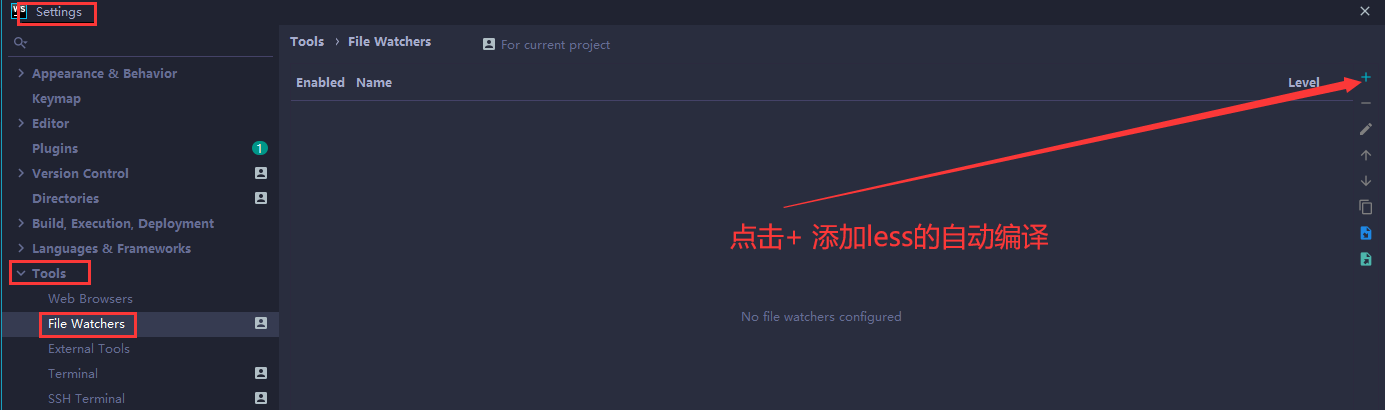 WS Settings
Tools › File Watchers For current project
Enabled Name Level
Appearance & Behavior
Keymap
Editor
Plugins 1
Version Control
Directories
Build, Execution, Deployment
Languages & Frameworks
Tools
Web Browsers
File Watchers
External Tools
Terminal
SSH Terminal
点击+ 添加less的自动编译
No file watchers configured